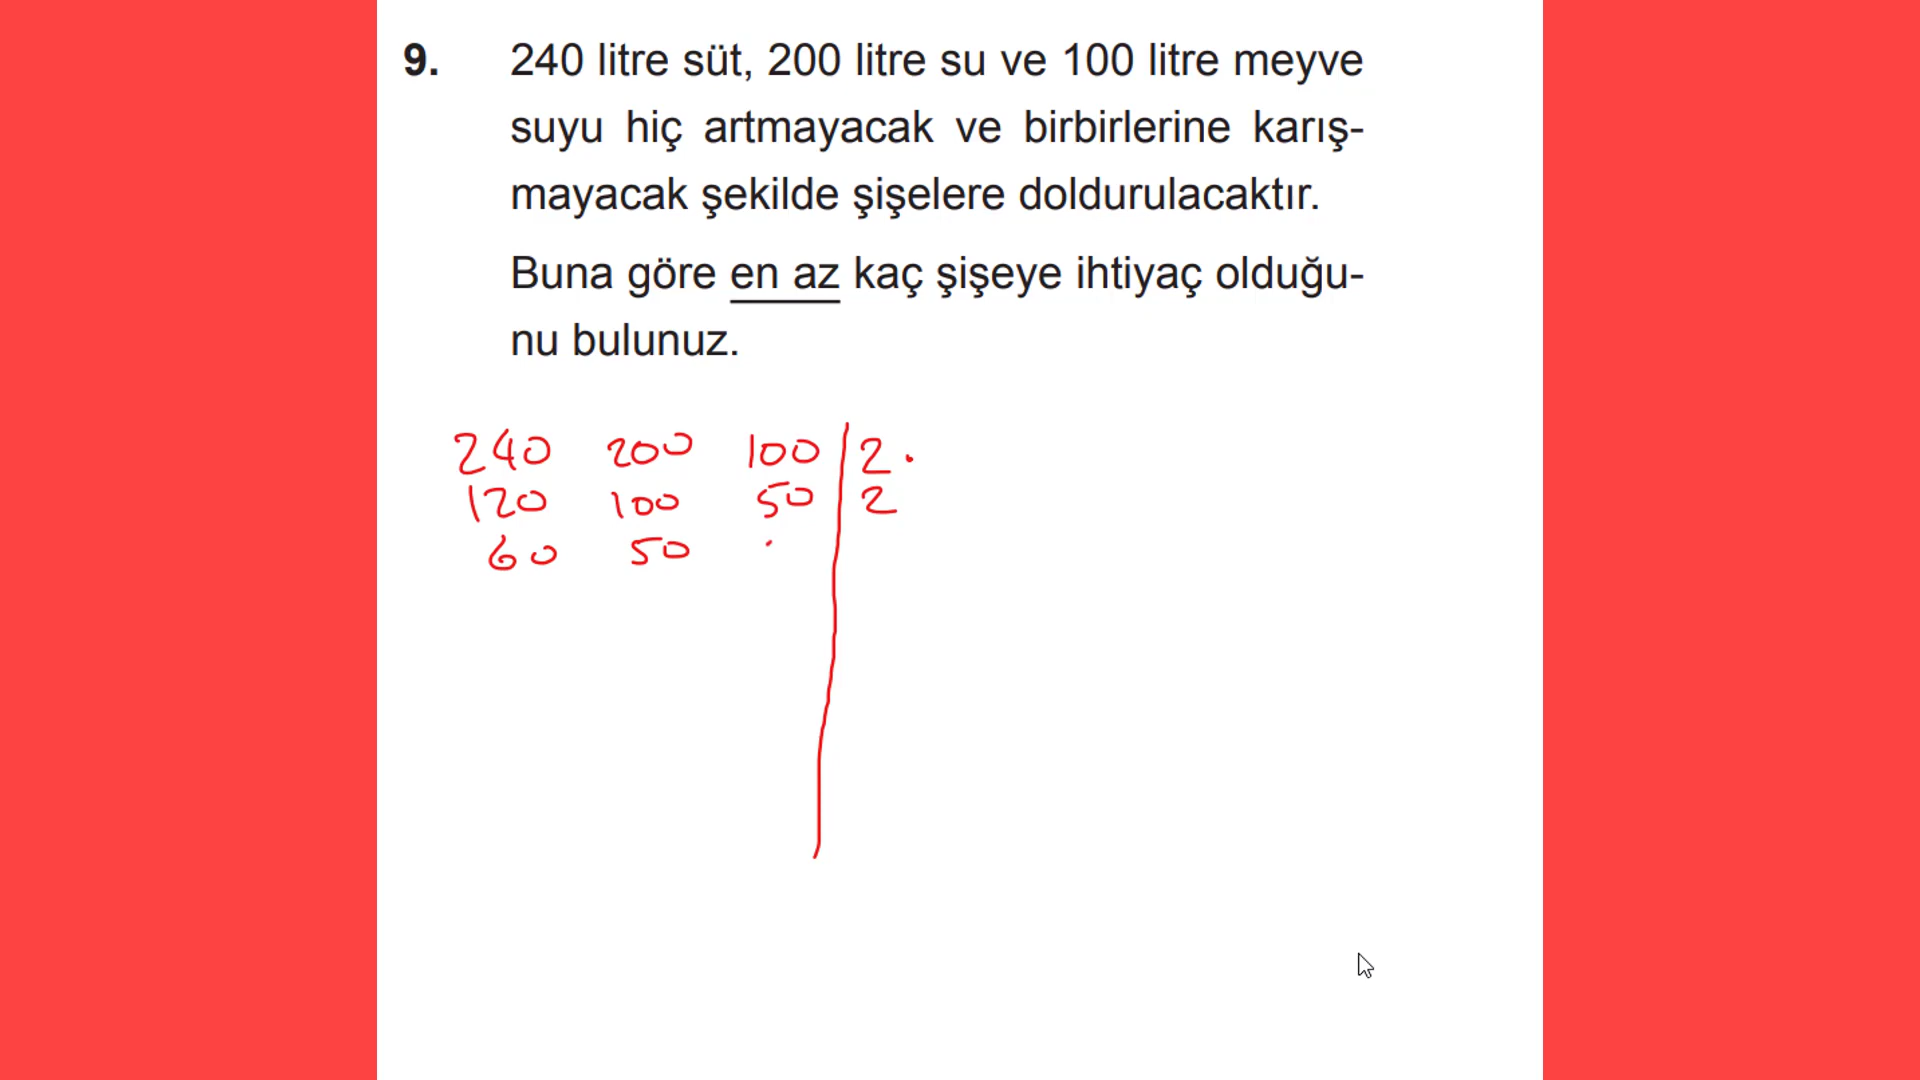 9. 240 litre süt, 200 litre su ve 100 litre meyve
suyu hiç artmayacak ve birbirlerine karış-
mayacak şekilde şişelere doldurulacaktır.
Buna göre en az kaç şişeye ihtiyaç olduğu-
nu bulunuz.
240 200 100 | 2 .
120 100 50 | 2
60 50